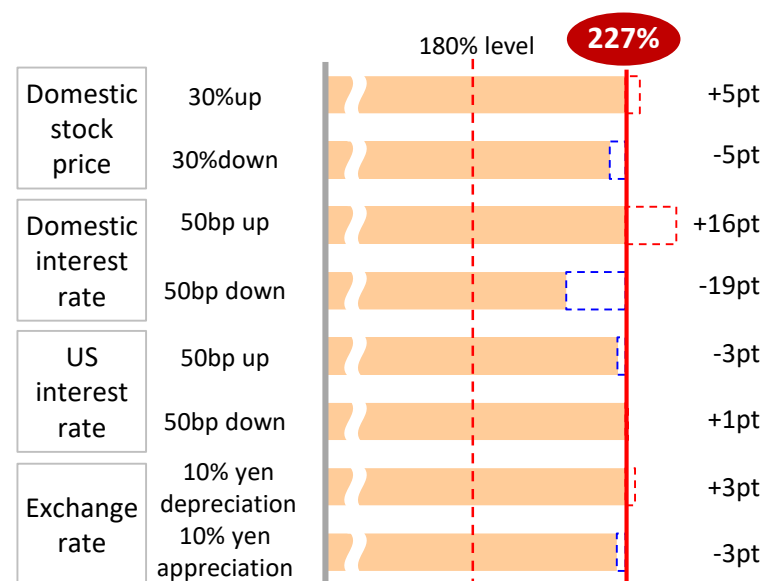 180% level
227%
Domestic
stock
price
30%up
+5pt
30%down
-5pt
Domestic
interest
rate
50bp up
+16pt
50bp down
-19pt
US
interest
rate
50bp up
-3pt
50bp down
+1pt
Exchange
rate
10% yen
depreciation
+3pt
10% yen
appreciation
-3pt